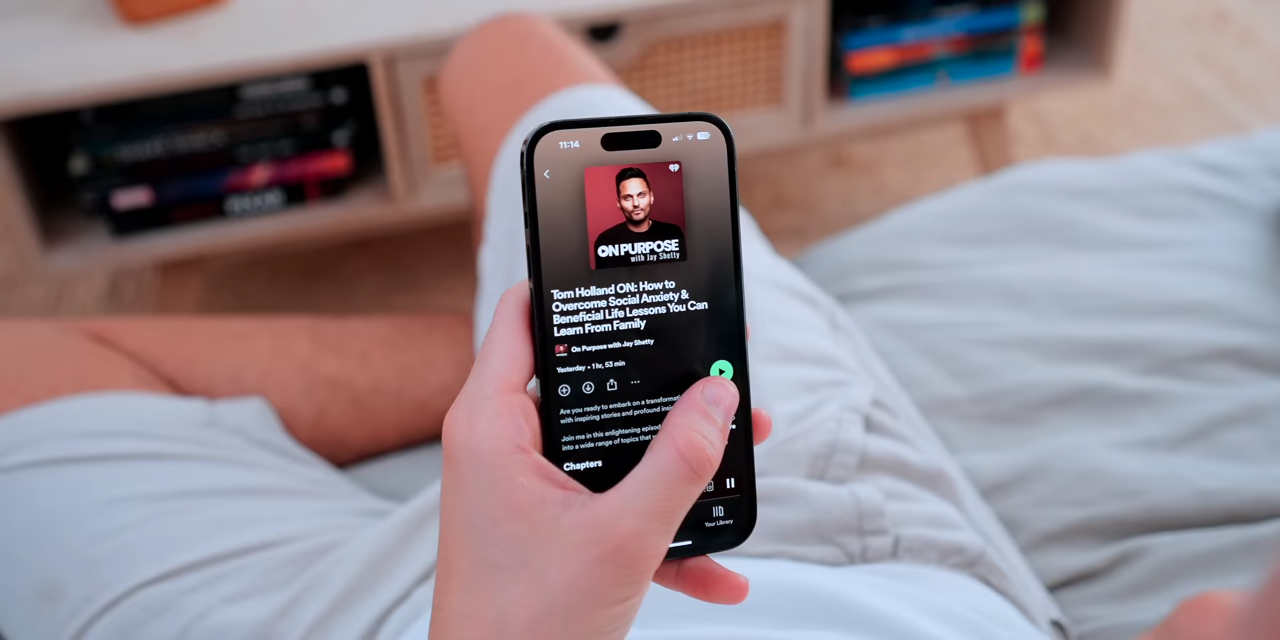 11:14
ON PURPOSE
with Jay Shetty
Tom Holland ON: How to
Overcome Social Anxiety &
Beneficial Life Lessons You Can
Learn From Family
On Purpose with Jay Shetty
Yesterday • 1 hr, 53 min
Are you ready to embark on a
with inspiring stories and profound
Join me in this enlightening
into a wide range of topics that
Chapters
Your Library